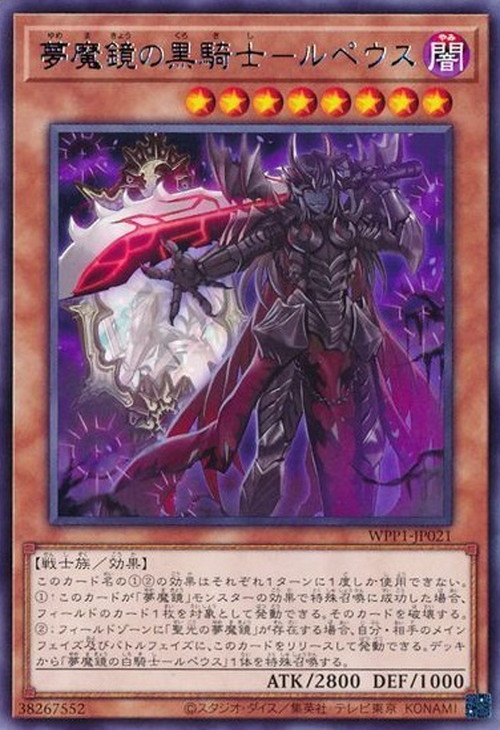 夢魔鏡の黒騎士－ルペウス
闇
WPP1-JP021
【戦士族／効果】
このカード名の①②の効果はそれぞれ1ターンに1度しか使用できない。
①：このカードが「夢魔鏡」モンスターの効果で特殊召喚に成功した場合、
フィールドのカード1枚を対象として発動できる。そのカードを破壊する。
②：フィールドゾーンに「聖光の夢魔鏡」が存在する場合、自分・相手のメイン
フェイズ及びバトルフェイズに、このカードをリリースして発動できる。デッキ
から「夢魔鏡の白騎士－ルペウス」1体を特殊召喚する。
ATK/2800 DEF/1000
38267552
©スタジオ・ダイス／集英社・テレビ東京・KONAMI